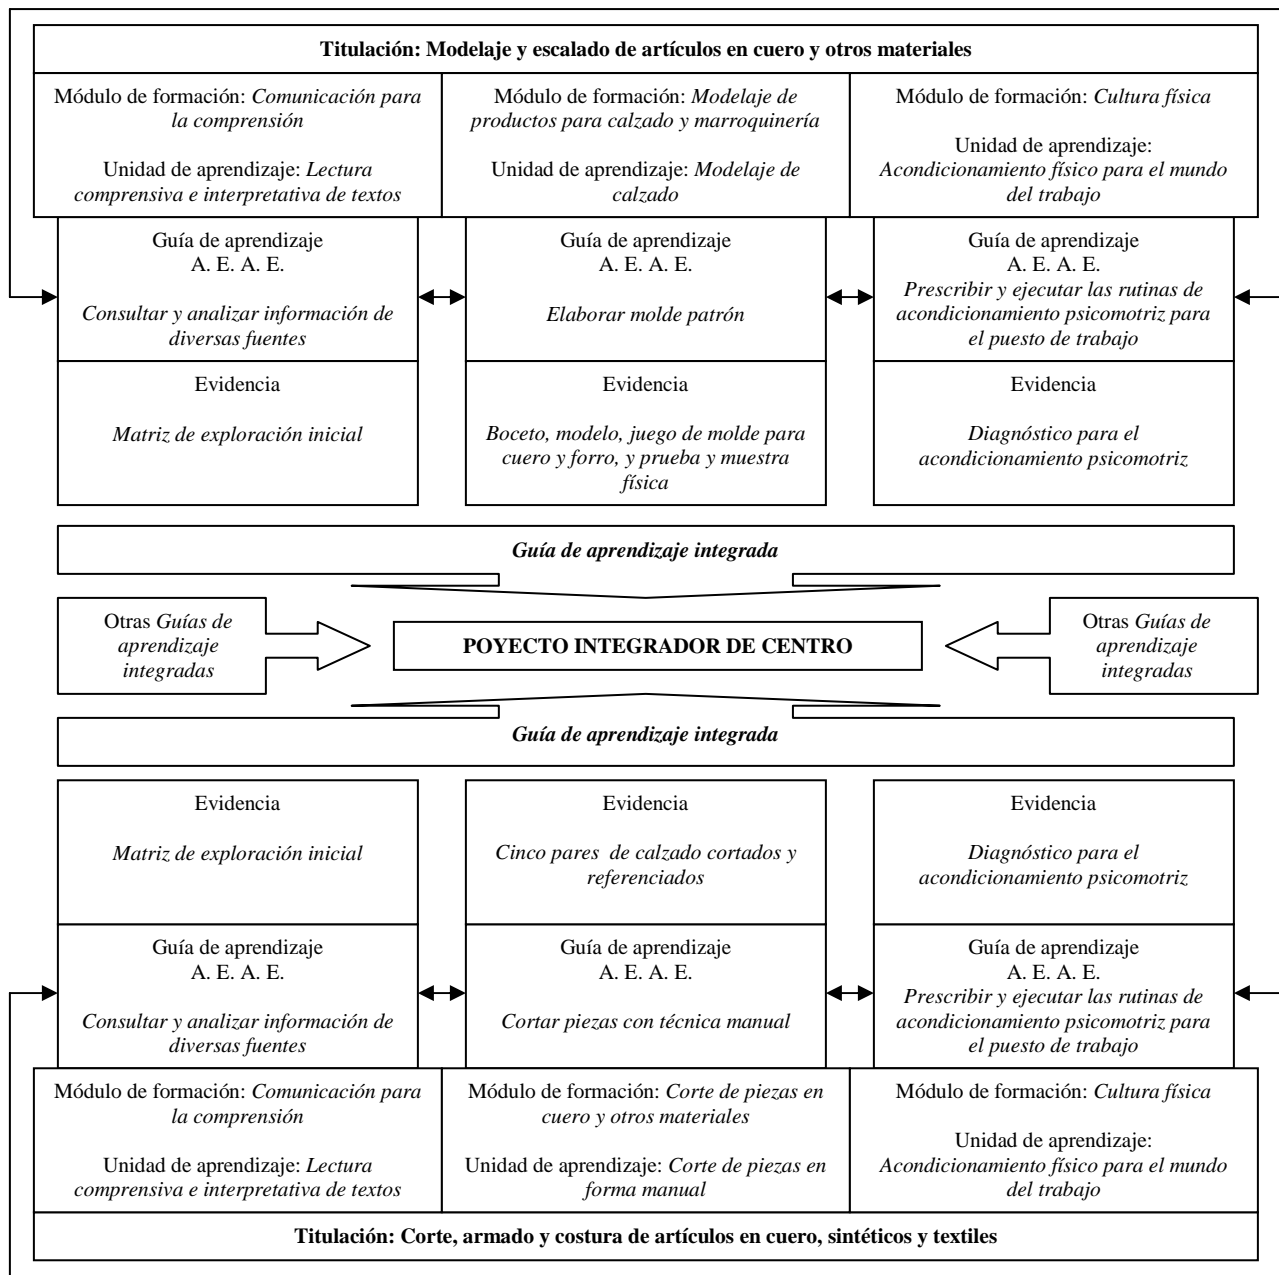 Titulación: Modelaje y escalado de artículos en cuero y otros materiales
Módulo de formación: Comunicación para
la comprensión
Unidad de aprendizaje: Lectura
comprensiva e interpretativa de textos
Módulo de formación: Modelaje de
productos para calzado y marroquinería
Unidad de aprendizaje: Modelaje de
calzado
Módulo de formación: Cultura física
Unidad de aprendizaje:
Acondicionamiento físico para el mundo
del trabajo
Guía de aprendizaje
A. E. A. E.
Consultar y analizar información de
diversas fuentes
Guía de aprendizaje
A. E. A. E.
Elaborar molde patrón
Guía de aprendizaje
A. E. A. E.
Prescribir y ejecutar las rutinas de
acondicionamiento psicomotriz para
el puesto de trabajo
Evidencia
Matriz de exploración inicial
Evidencia
Boceto, modelo, juego de molde para
cuero y forro, y prueba y muestra
física
Evidencia
Diagnóstico para el
acondicionamiento psicomotriz
Guía de aprendizaje integrada
Otras Guías de
aprendizaje
integradas
POYECTO INTEGRADOR DE CENTRO
Otras Guías de
aprendizaje
integradas
Guía de aprendizaje integrada
Evidencia
Matriz de exploración inicial
Evidencia
Cinco pares de calzado cortados y
referenciados
Evidencia
Diagnóstico para el
acondicionamiento psicomotriz
Guía de aprendizaje
A. E. A. E.
Consultar y analizar información de
diversas fuentes
Guía de aprendizaje
A. E. A. E.
Cortar piezas con técnica manual
Guía de aprendizaje
A. E. A. E.
Prescribir y ejecutar las rutinas de
acondicionamiento psicomotriz para
el puesto de trabajo
Módulo de formación: Comunicación para
la comprensión
Unidad de aprendizaje: Lectura
comprensiva e interpretativa de textos
Módulo de formación: Corte de piezas en
cuero y otros materiales
Unidad de aprendizaje: Corte de piezas en
forma manual
Módulo de formación: Cultura física
Unidad de aprendizaje:
Acondicionamiento físico para el mundo
del trabajo
Titulación: Corte, armado y costura de artículos en cuero, sintéticos y textiles